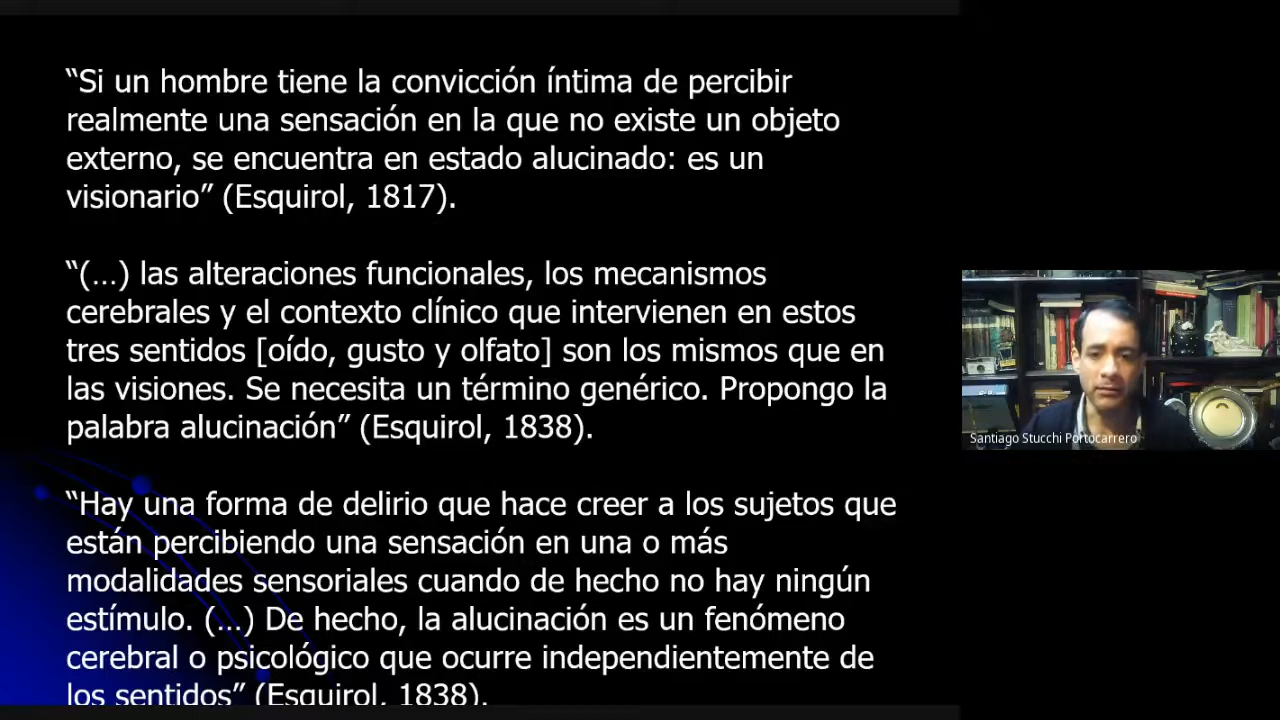 “Si un hombre tiene la convicción íntima de percibir
realmente una sensación en la que no existe un objeto
externo, se encuentra en estado alucinado: es un
visionario” (Esquirol, 1817).
“(…) las alteraciones funcionales, los mecanismos
cerebrales y el contexto clínico que intervienen en estos
tres sentidos [oído, gusto y olfato] son los mismos que en
las visiones. Se necesita un término genérico. Propongo la
palabra alucinación” (Esquirol, 1838).
“Hay una forma de delirio que hace creer a los sujetos que
están percibiendo una sensación en una o más
modalidades sensoriales cuando de hecho no hay ningún
estímulo. (…) De hecho, la alucinación es un fenómeno
cerebral o psicológico que ocurre independientemente de
los sentidos” (Esquirol, 1838).
Santiago Stucchi Portocarrero